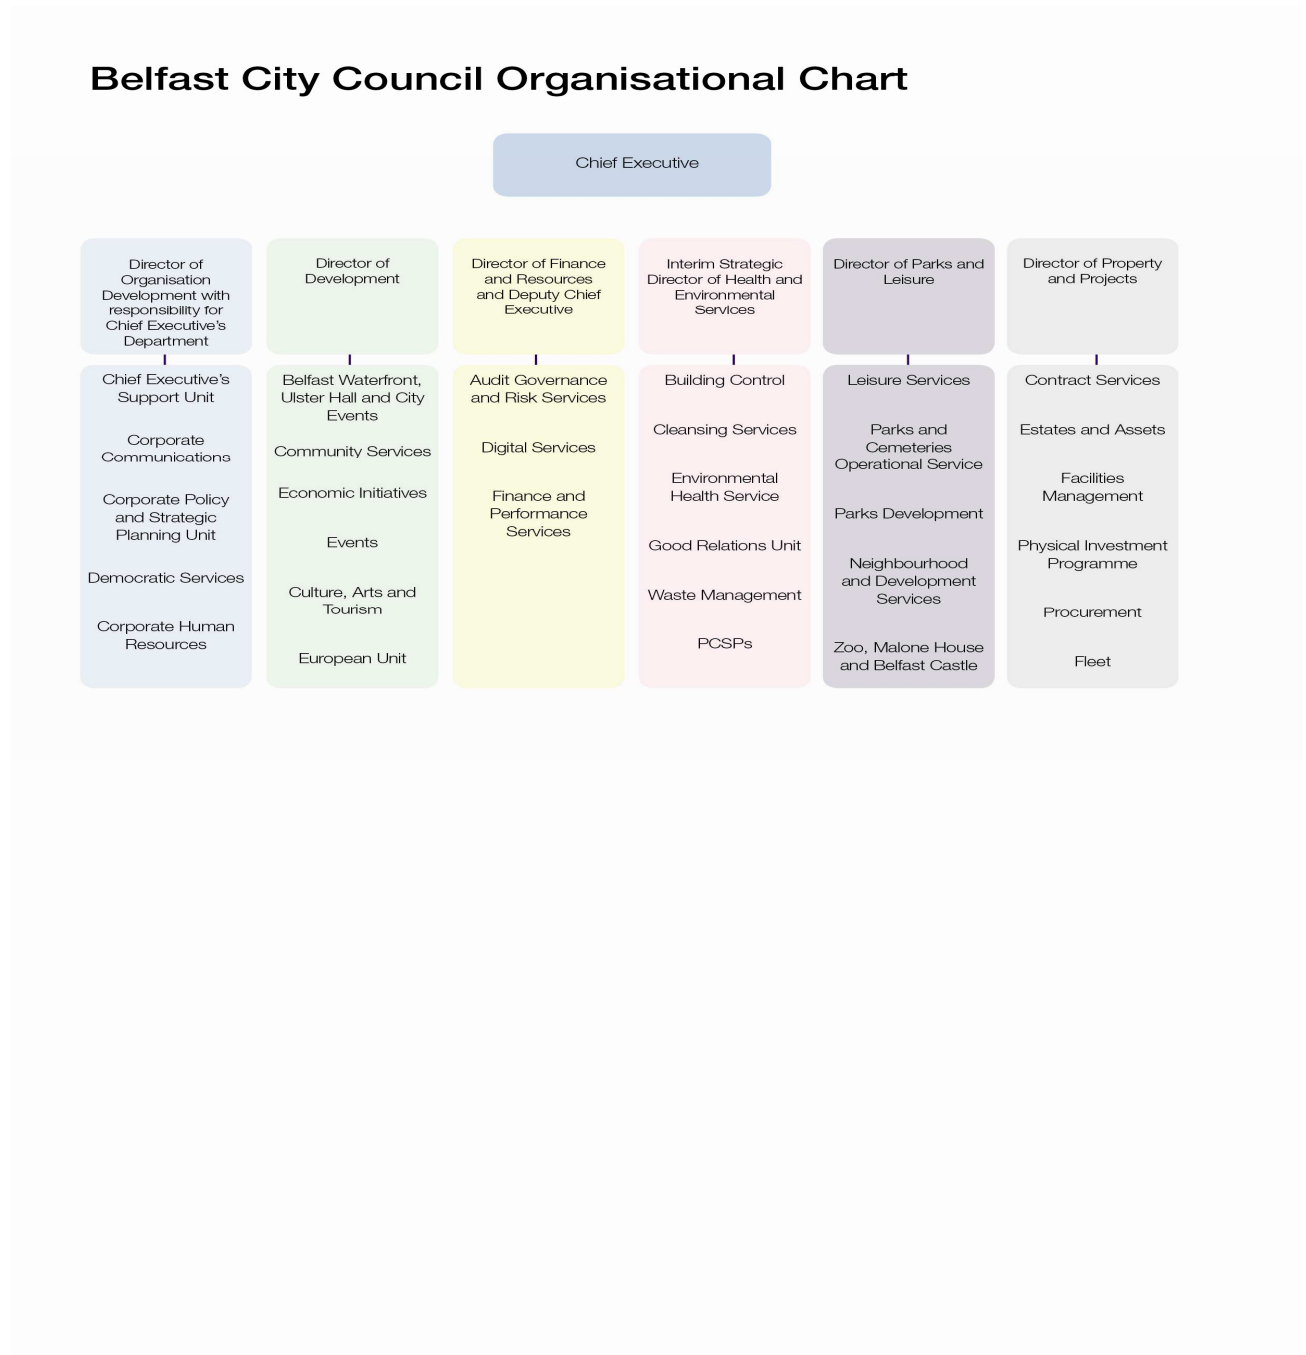 Belfast City Council Organisational Chart
Chief Executive
Director of
Organisation
Development with
responsibility for
Chief Executive’s
Department
Director of
Development
Director of Finance
and Resources
and Deputy Chief
Executive
Interim Strategic
Director of Health and
Environmental
Services
Director of Parks and
Leisure
Director of Property
and Projects
Chief Executive’s
Support Unit
Corporate
Communications
Corporate Policy
and Strategic
Planning Unit
Democratic Services
Corporate Human
Resources
Belfast Waterfront,
Ulster Hall and City
Events
Community Services
Economic Initiatives
Events
Culture, Arts and
Tourism
European Unit
Audit Governance
and Risk Services
Digital Services
Finance and
Performance
Services
Building Control
Cleansing Services
Environmental
Health Service
Good Relations Unit
Waste Management
PCSPs
Leisure Services
Parks and
Cemeteries
Operational Service
Parks Development
Neighbourhood
and Development
Services
Zoo, Malone House
and Belfast Castle
Contract Services
Estates and Assets
Facilities
Management
Physical Investment
Programme
Procurement
Fleet